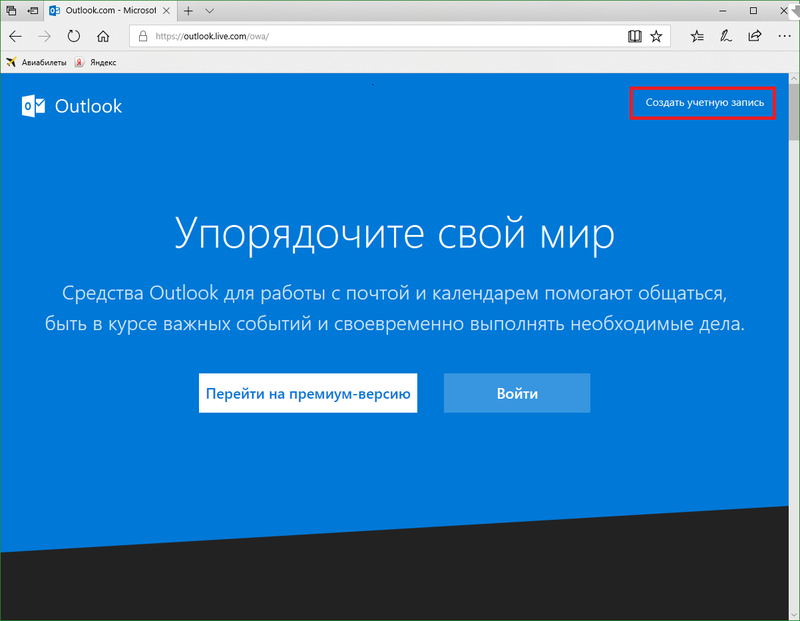 Outlook.com - Microsof
https://outlook.live.com/owa/
Авиабилеты Яндекс
Outlook
Создать учетную запись
Упорядочите свой мир
Средства Outlook для работы с почтой и календарем помогают общаться,
быть в курсе важных событий и своевременно выполнять необходимые дела.
Перейти на премиум-версию Войти